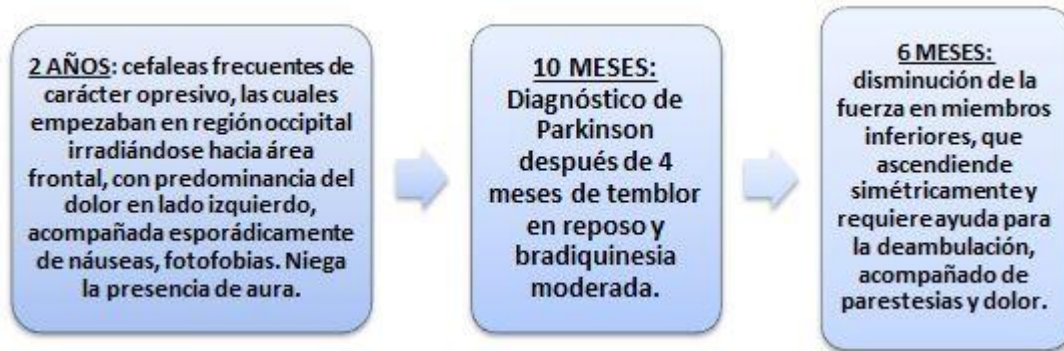 2 AÑOS: cefaleas frecuentes de
carácter opresivo, las cuales
empezaban en región occipital
irradiándose hacia área
frontal, con predominancia del
dolor en lado izquierdo,
acompañada esporádicamente
de náuseas, fotofobias. Niega
la presencia de aura.
10 MESES:
Diagnóstico de
Parkinson
después de 4
meses de temblor
en reposo y
bradiquinesia
moderada.
6 MESES:
disminución de la
fuerza en miembros
inferiores, que
ascendiende
simétricamente y
requiere ayuda para
la deambulación,
acompañado de
parestesias y dolor.